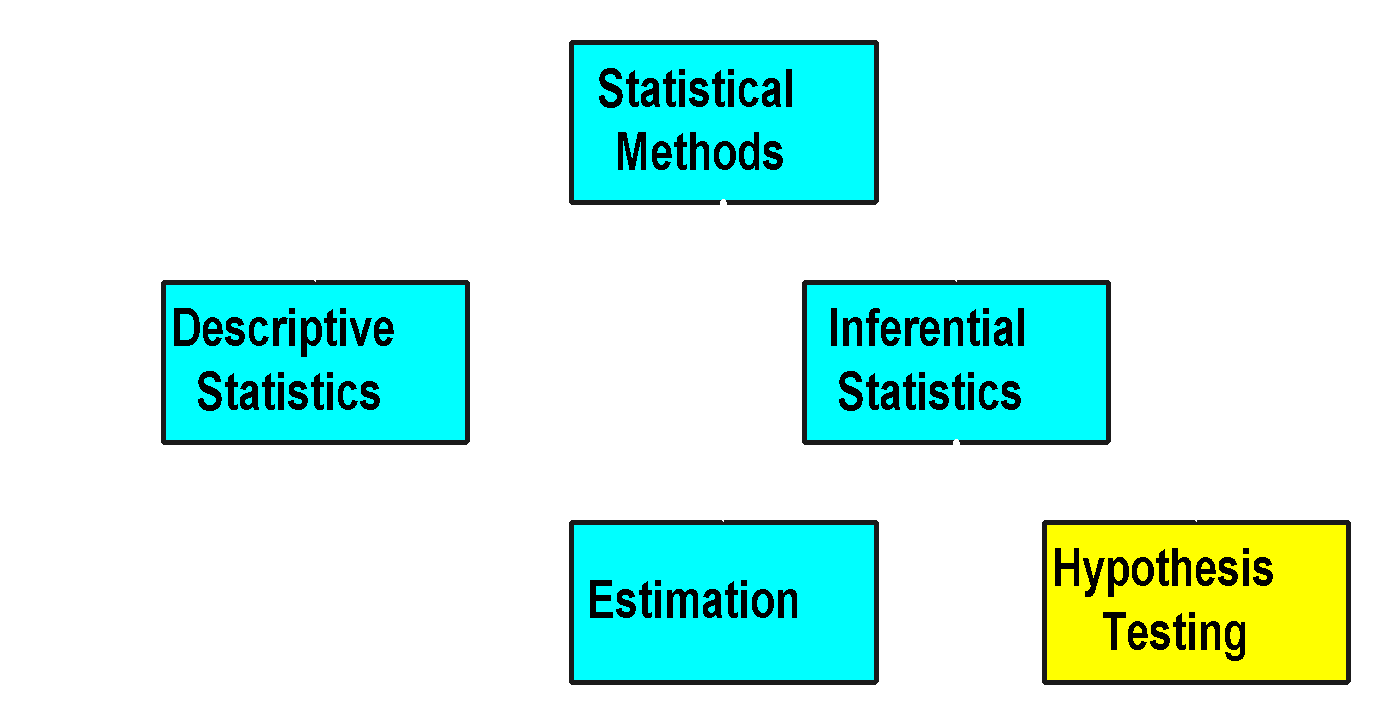 Statistical
Methods
Descriptive
Statistics
Inferential
Statistics
Estimation
Hypothesis
Testing